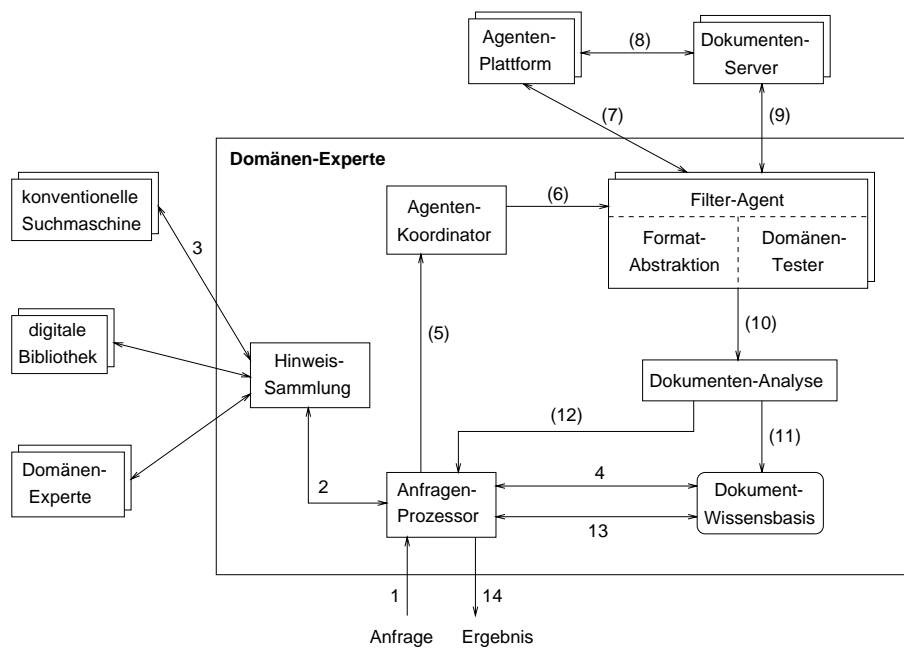 Agenten-
Plattform
(8)
Dokumenten-
Server
(7)
(9)
Domänen-Experte
konventionelle
Suchmaschine
3
Agenten-
Koordinator
(6)
Filter-Agent
Format-
Abstraktion
Domänen-
Tester
digitale
Bibliothek
(5)
(10)
Hinweis-
Sammlung
Dokumenten-Analyse
(12)
(11)
Domänen-
Experte
2
Anfragen-
Prozessor
4
13
Dokument-
Wissensbasis
1
14
Anfrage
Ergebnis